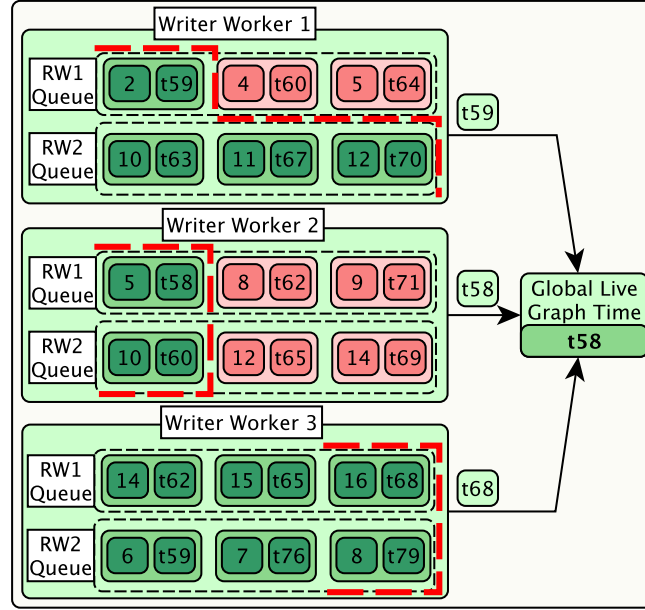 Writer Worker 1
RW1
Queue
2 t59 4 t60 5 t64
RW2
Queue
10 t63 11 t67 12 t70
t59
Writer Worker 2
RW1
Queue
5 t58 8 t62 9 t71
RW2
Queue
10 t60 12 t65 14 t69
t58
Global Live
Graph Time
t58
Writer Worker 3
RW1
Queue
14 t62 15 t65 16 t68
RW2
Queue
6 t59 7 t76 8 t79
t68